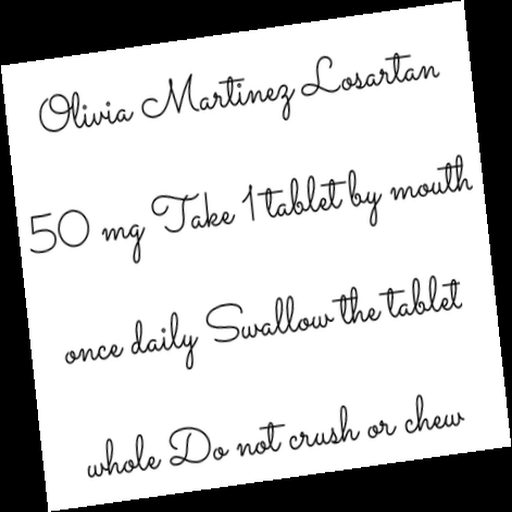 Olivia Martinez Losartan
50 mg Take 1 tablet by mouth
once daily Swallow the tablet
whole Do not crush or chew